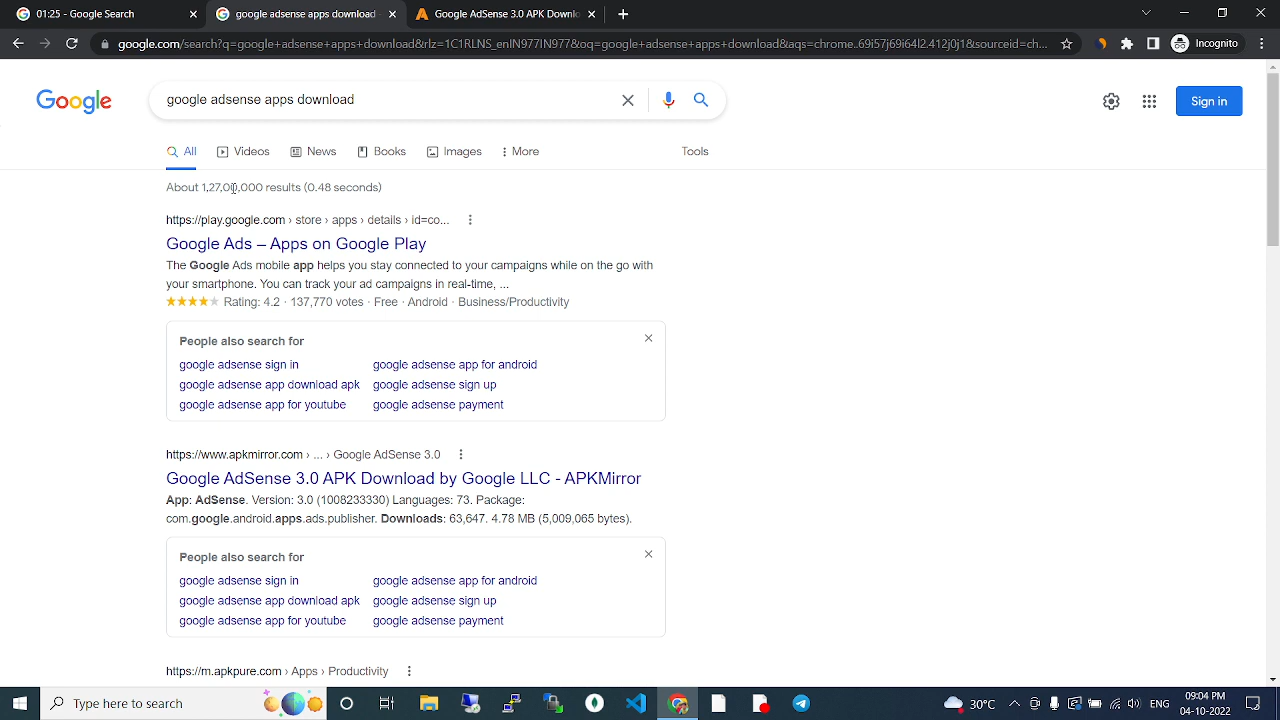 01:25 - Google Search
google adsense apps download
Google AdSense 3.0 APK Downlo
google.com/search?q=google+adsense+apps+download&rlz=1C1RLNS_enIN977IN977&oq=google+adsense+apps+download&aqs=chrome..69i57j69i64l2.412j0j1&sourceid=ch...
Incognito
Google
google adsense apps download
Sign in
All
Videos
News
Books
Images
More
Tools
About 1,27,00,000 results (0.48 seconds)
https://play.google.com › store › apps › details › id=co...
Google Ads – Apps on Google Play
The Google Ads mobile app helps you stay connected to your campaigns while on the go with
your smartphone. You can track your ad campaigns in real-time, ...
Rating: 4.2 · 137,770 votes · Free · Android · Business/Productivity
People also search for
google adsense sign in google adsense app for android
google adsense app download apk google adsense sign up
google adsense app for youtube google adsense payment
https://www.apkmirror.com › ... › Google AdSense 3.0
Google AdSense 3.0 APK Download by Google LLC - APKMirror
App: AdSense. Version: 3.0 (1008233330) Languages: 73. Package:
com.google.android.apps.ads.publisher. Downloads: 63,647. 4.78 MB (5,009,065 bytes).
People also search for
google adsense sign in google adsense app for android
google adsense app download apk google adsense sign up
google adsense app for youtube google adsense payment
https://m.apkpure.com › Apps › Productivity
Type here to search
30°C
ENG
09:04 PM
04-10-2022